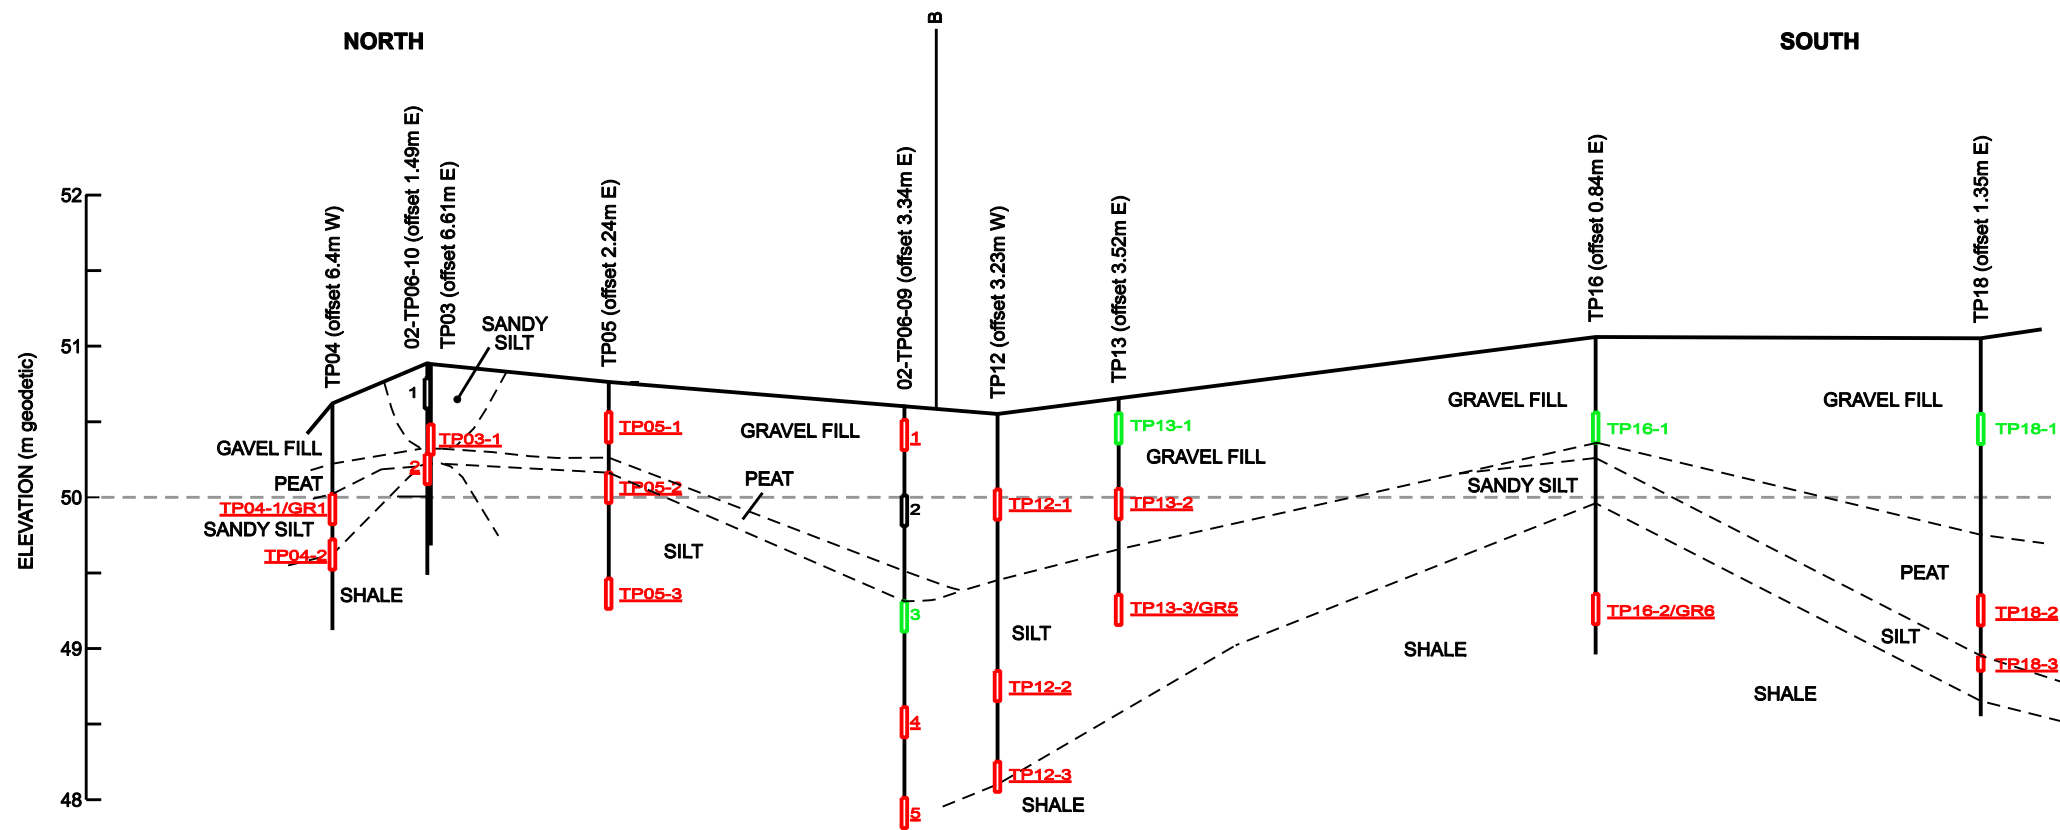 B
NORTH
SOUTH
TP04 (offset 6.4m W)
02-TP06-10 (offset 1.49m E)
TP03 (offset 6.61m E)
TP05 (offset 2.24m E)
02-TP06-09 (offset 3.34m E)
TP12 (offset 3.23m W)
TP13 (offset 3.52m E)
TP16 (offset 0.84m E)
TP18 (offset 1.35m E)
ELEVATION (m geodetic)
52
51
50
49
48
SANDY
SILT
1
GAVEL FILL
PEAT
TP04-1/GR1
SANDY SILT
TP04-2
SHALE
TP03-1
2
TP05-1
TP05-2
TP05-3
SILT
GRAVEL FILL
PEAT
1
2
3
4
5
TP12-1
SILT
TP12-2
TP12-3
SHALE
TP13-1
GRAVEL FILL
TP13-2
TP13-3/GR5
GRAVEL FILL
TP16-1
SANDY SILT
TP16-2/GR6
SHALE
GRAVEL FILL
TP18-1
PEAT
TP18-2
SILT
TP18-3
SHALE